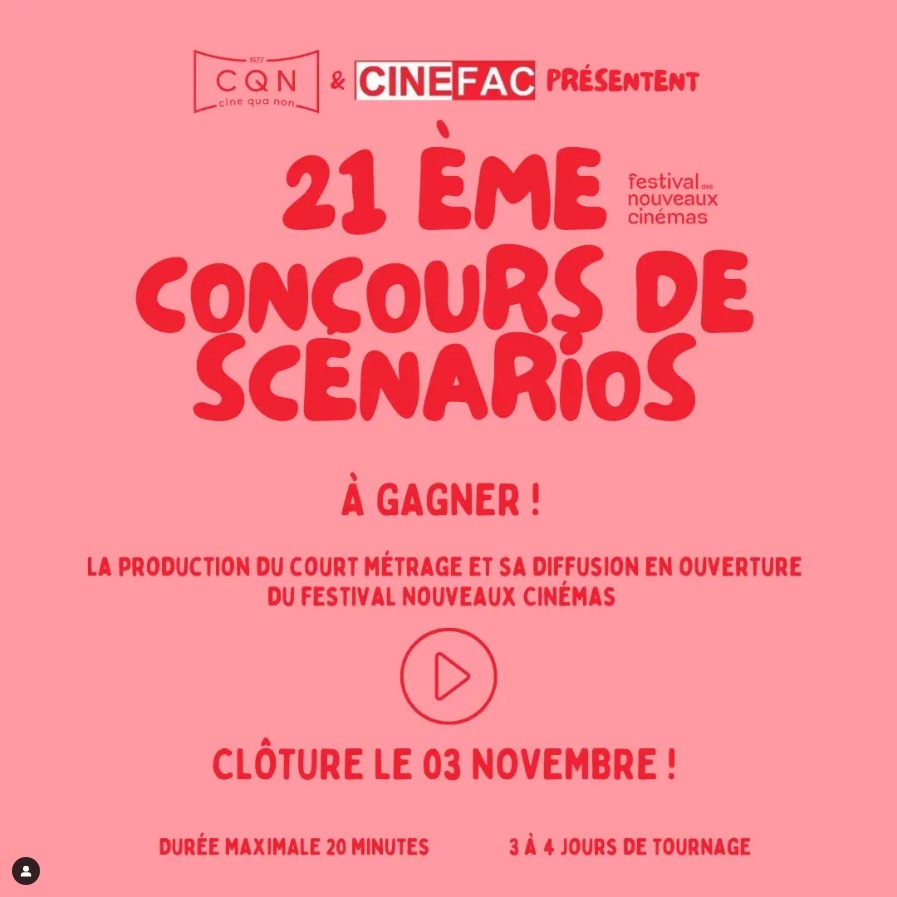 1977
CQN
cine qua non
& CINEFAC PRÉSENTENT
21 ÈME
festival des
nouveaux
cinémas
CONCOURS DE
SCÉNARIOS
À GAGNER !
LA PRODUCTION DU COURT MÉTRAGE ET SA DIFFUSION EN OUVERTURE
DU FESTIVAL NOUVEAUX CINÉMAS
CLÔTURE LE 03 NOVEMBRE !
DURÉE MAXIMALE 20 MINUTES
3 À 4 JOURS DE TOURNAGE